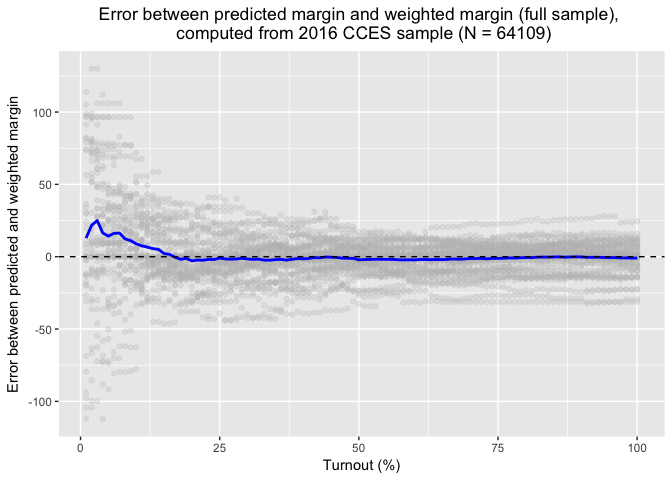 Error between predicted margin and weighted margin (full sample),
computed from 2016 CCES sample (N = 64109)
Error between predicted and weighted margin
100
50
0
-50
-100
0 25 50 75 100
Turnout (%)